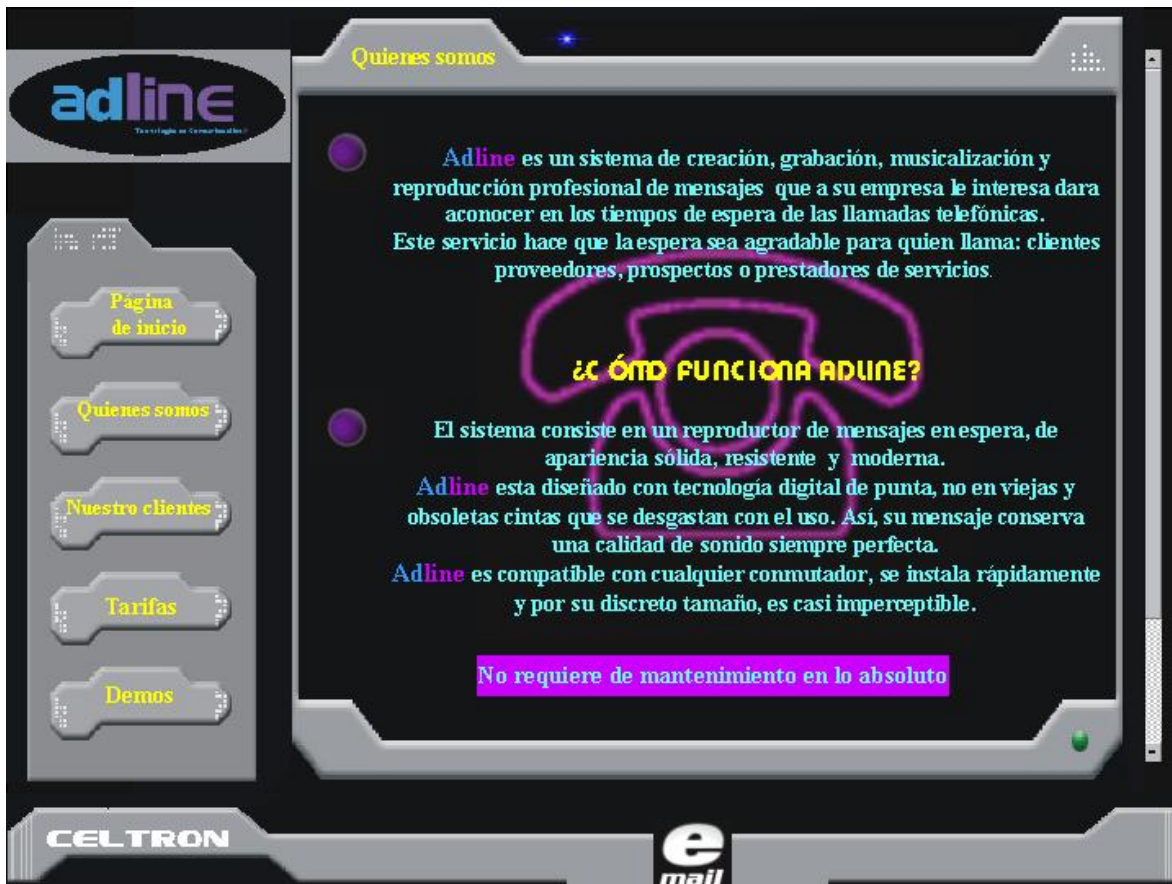 Quienes somos
adline
Tecnología en Comunicación
Adline es un sistema de creación, grabación, musicalización y
reproducción profesional de mensajes que a su empresa le interesa dara
aconocer en los tiempos de espera de las llamadas telefónicas.
Este servicio hace que la espera sea agradable para quien llama: clientes
proveedores, prospectos o prestadores de servicios.
¿CÓMO FUNCIONA ADLINE?
El sistema consiste en un reproductor de mensajes en espera, de
apariencia sólida, resistente y moderna.
Adline esta diseñado con tecnología digital de punta, no en viejas y
obsoletas cintas que se desgastan con el uso. Así, su mensaje conserva
una calidad de sonido siempre perfecta.
Adline es compatible con cualquier conmutador, se instala rápidamente
y por su discreto tamaño, es casi imperceptible.
No requiere de mantenimiento en lo absoluto
Página
de inicio
Quienes somos
Nuestro clientes
Tarifas
Demos
CELTRON
e
mail